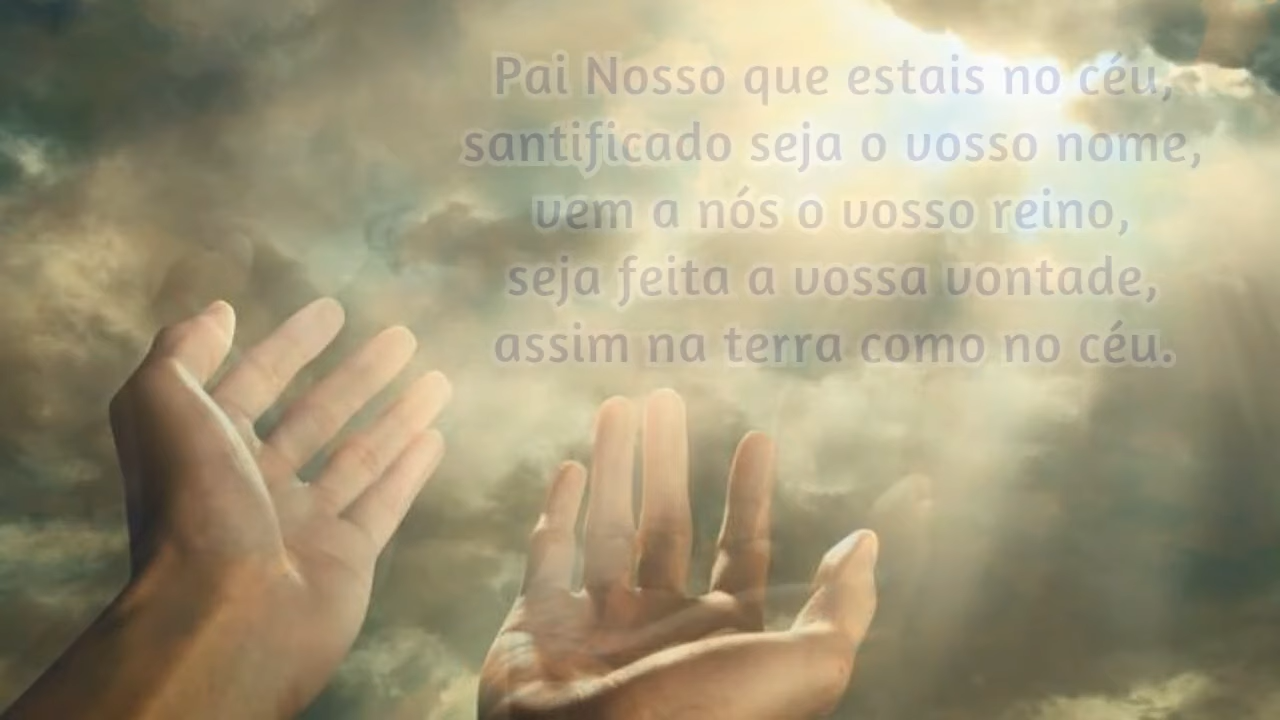 Pai Nosso que estais no céu,
santificado seja o vosso nome,
vem a nós o vosso reino,
seja feita a vossa vontade,
assim na terra como no céu.